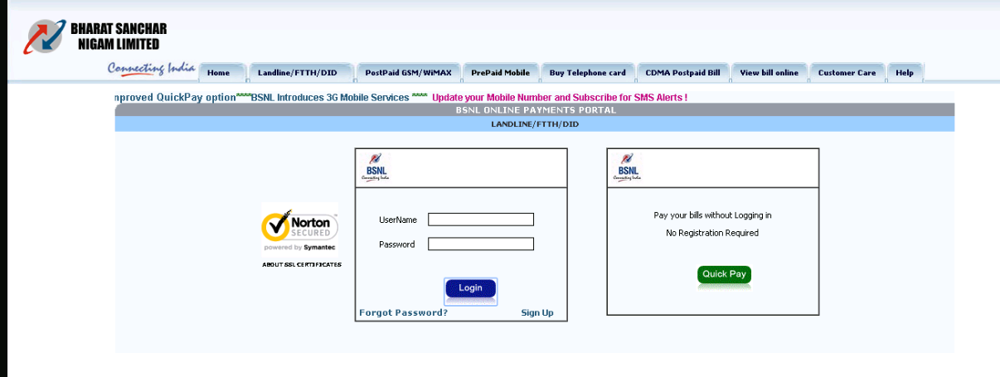 BHARAT SANCHAR
NIGAM LIMITED
Connecting India
Home Landline/FTTH/DID PostPaid GSM/WiMAX PrePaid Mobile Buy Telephone card CDMA Postpaid Bill View bill online Customer Care Help
nproved QuickPay option****BSNL Introduces 3G Mobile Services **** Update your Mobile Number and Subscribe for SMS Alerts !
BSNL ONLINE PAYMENTS PORTAL
LANDLINE/FTTH/DID
BSNL
Connecting India
BSNL
Connecting India
Norton
SECURED
powered by Symantec
ABOUT SSL CERTIFICATES
UserName
Password
Login
Forgot Password? Sign Up
Pay your bills without Logging in
No Registration Required
Quick Pay